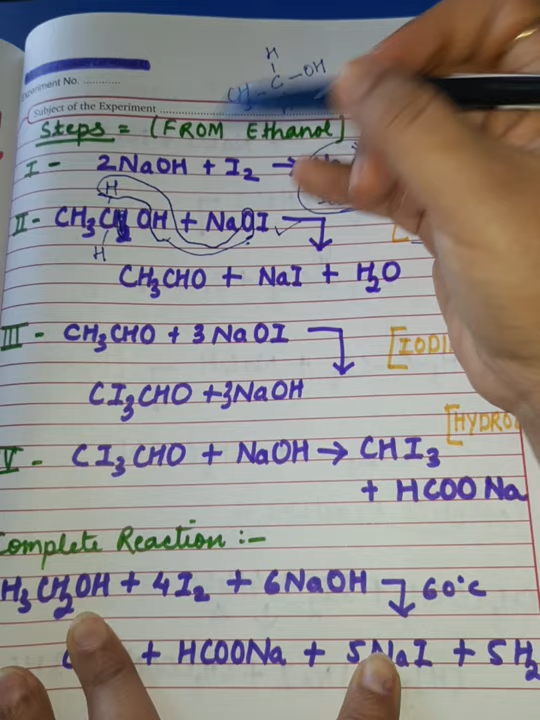 H
CH3 - C - OH
Experiment No. ............
Subject of the Experiment ............
Steps = (FROM Ethanol)
I - 2NaOH + I2 →
H
II - CH3CH2OH + NaOI
H
CH3CHO + NaI + H2O
III - CH3CHO + 3NaOI
[IODI
CI3CHO + 3NaOH
[HYDRO
V - CI3CHO + NaOH → CHI3
+ HCOONa
Complete Reaction :-
H3CH2OH + 4I2 + 6NaOH 60°C
+ HCOONa + 5NaI + 5H2